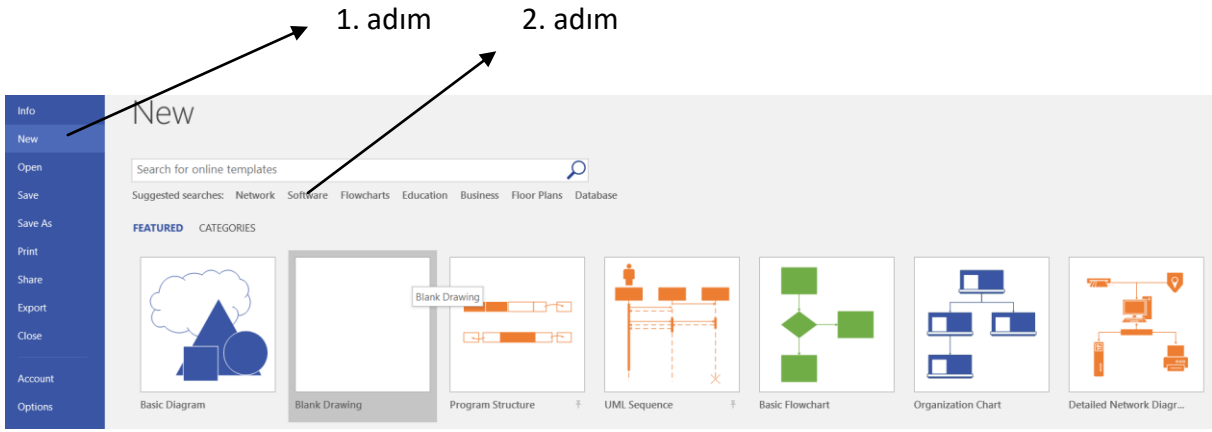 1. adım 2. adım
Info
New
Open
Save
Save As
Print
Share
Export
Close
Account
Options
New
Search for online templates
Suggested searches: Network Software Flowcharts Education Business Floor Plans Database
FEATURED CATEGORIES
Blank Drawing
Basic Diagram Blank Drawing Program Structure UML Sequence Basic Flowchart Organization Chart Detailed Network Diagr...